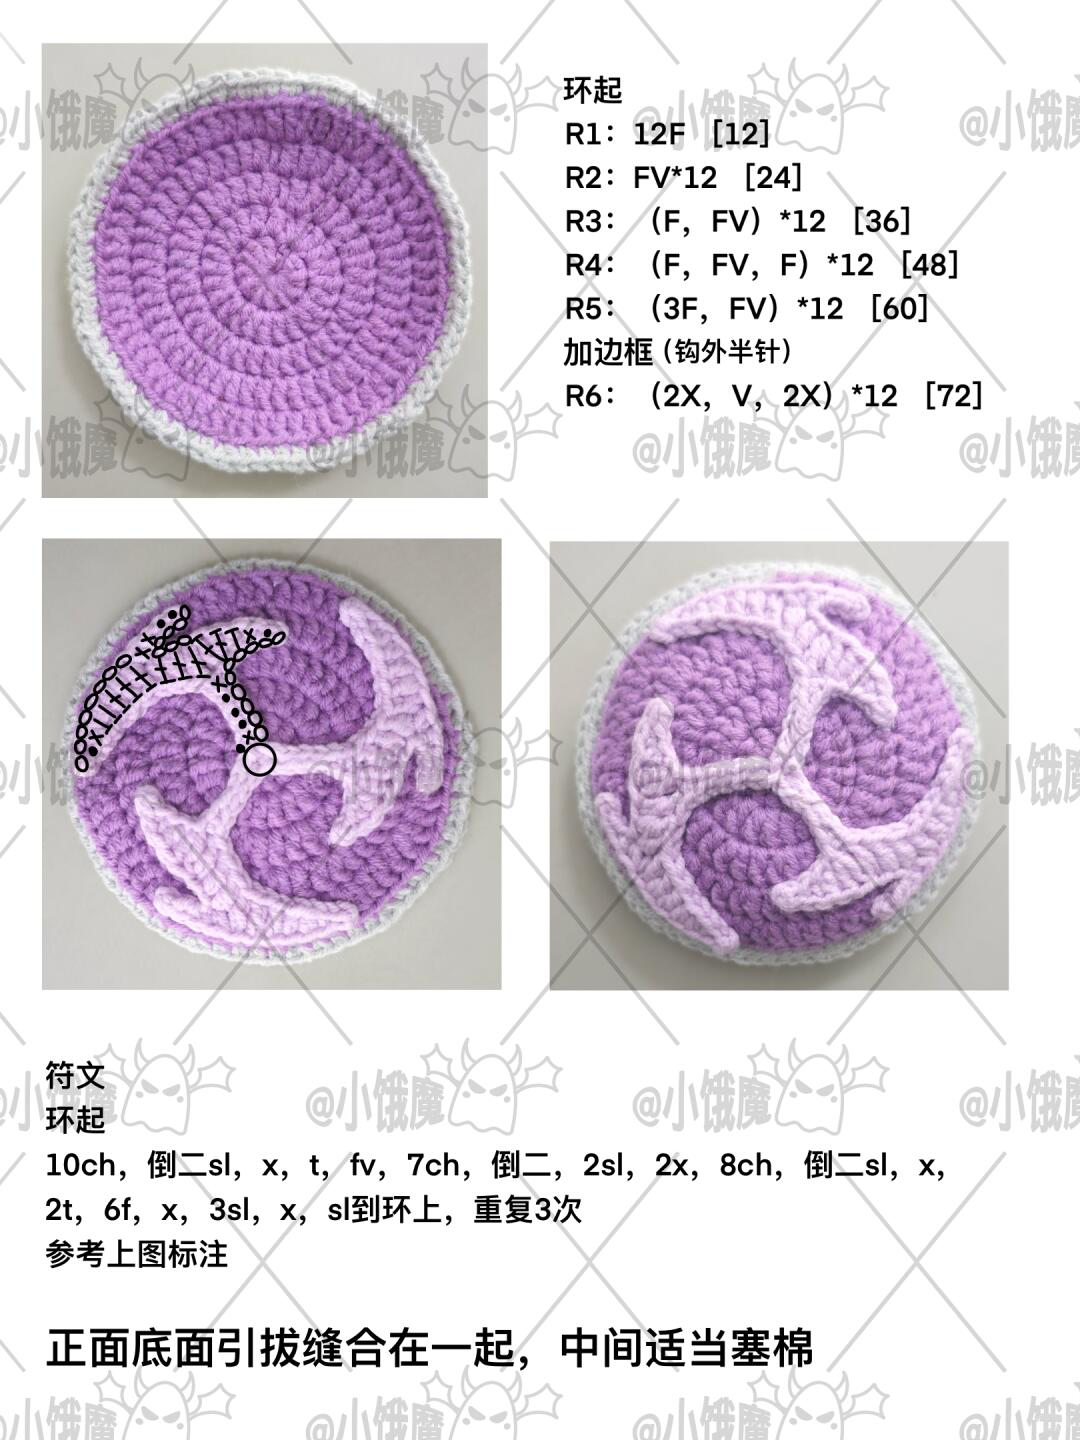 环起
R1：12F [12]
R2：FV*12 [24]
R3：（F，FV）*12 [36]
R4：（F，FV，F）*12 [48]
R5：（3F，FV）*12 [60]
加边框（钩外半针）
R6：（2X，V，2X）*12 [72]
符文
环起
10ch，倒二sl，x，t，fv，7ch，倒二，2sl，2x，8ch，倒二sl，x，
2t，6f，x，3sl，x，sl到环上，重复3次
参考上图标注
正面底面引拔缝合在一起，中间适当塞棉
@小饿魔